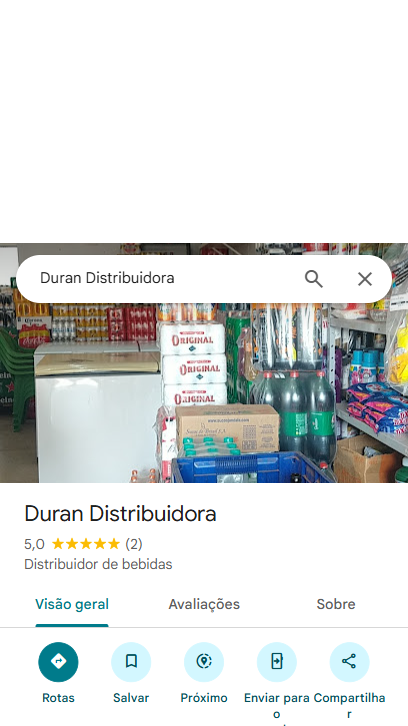 Duran Distribuidora
ORIGINAL
ORIGINAL
ORIGINAL
Duran Distribuidora
5,0 ★★★★★ (2)
Distribuidor de bebidas
Visão geral Avaliações Sobre
Rotas Salvar Próximo Enviar para o Compartilhar